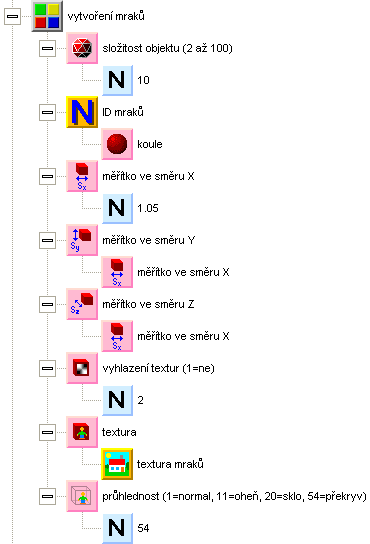 vytvoření mraků
složitost objektu (2 až 100)
N 10
N ID mraků
koule
Sx měřítko ve směru X
N 1.05
Sy měřítko ve směru Y
Sx měřítko ve směru X
Sz měřítko ve směru Z
Sx měřítko ve směru X
vyhlazení textur (1=ne)
N 2
textura
textura mraků
průhlednost (1=normal, 11=oheň, 20=sklo, 54=překryv)
N 54